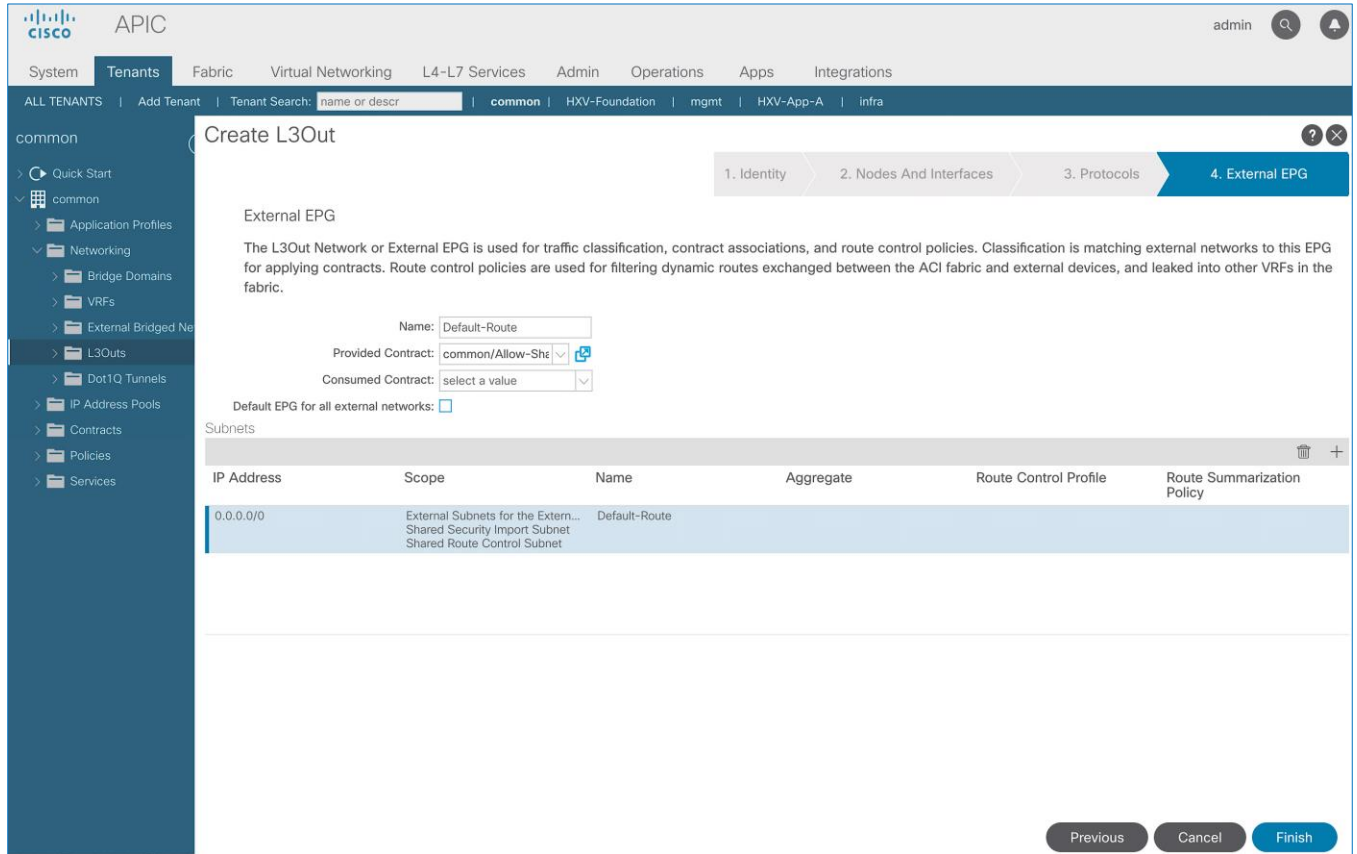 CISCO
APIC
admin
System Tenants Fabric Virtual Networking L4-L7 Services Admin Operations Apps Integrations
ALL TENANTS | Add Tenant | Tenant Search: name or descr | common | HXV-Foundation | mgmt | HXV-App-A | infra
common
Quick Start
common
Application Profiles
Networking
Bridge Domains
VRFs
External Bridged Ne
L3Outs
Dot1Q Tunnels
IP Address Pools
Contracts
Policies
Services
Create L3Out
1. Identity 2. Nodes And Interfaces 3. Protocols 4. External EPG
External EPG
The L3Out Network or External EPG is used for traffic classification, contract associations, and route control policies. Classification is matching external networks to this EPG
for applying contracts. Route control policies are used for filtering dynamic routes exchanged between the ACI fabric and external devices, and leaked into other VRFs in the
fabric.
Name: Default-Route
Provided Contract: common/Allow-Sha
Consumed Contract: select a value
Default EPG for all external networks:
Subnets
IP Address Scope Name Aggregate Route Control Profile Route Summarization
Policy
0.0.0.0/0 External Subnets for the Extern... Default-Route
Shared Security Import Subnet
Shared Route Control Subnet
Previous Cancel Finish